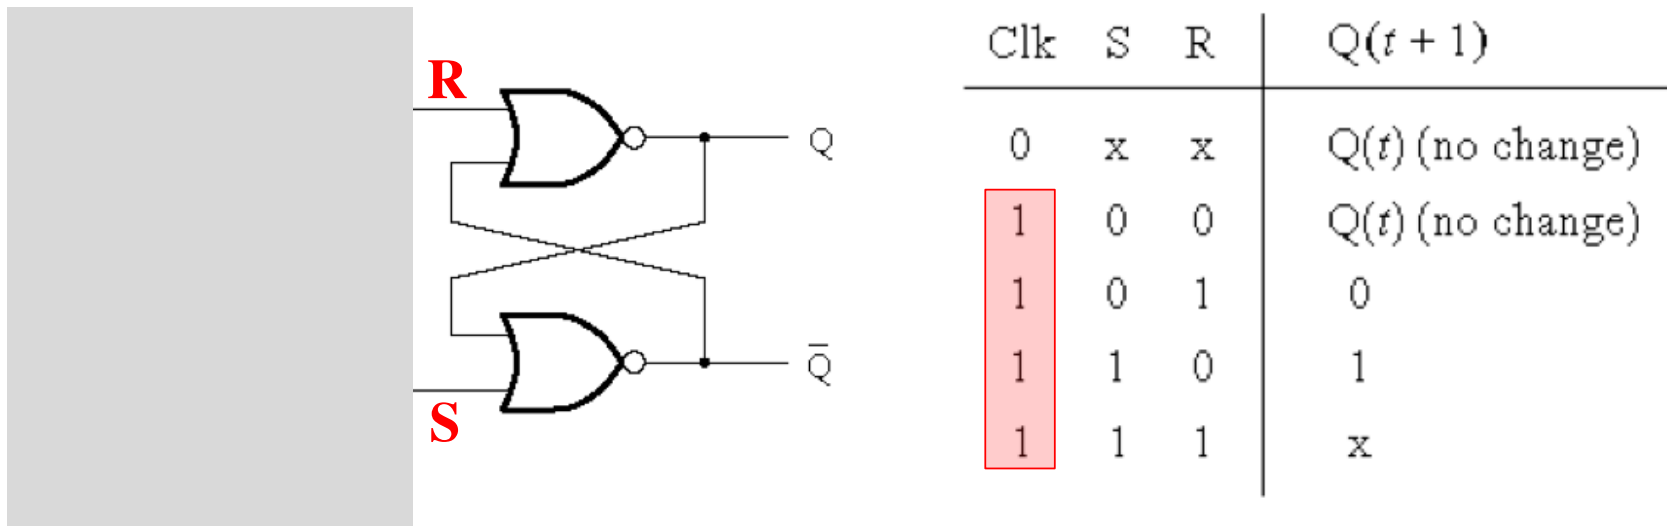 R
Q
Q̅
S
Clk S R Q(t + 1)
0 x x Q(t) (no change)
1 0 0 Q(t) (no change)
1 0 1 0
1 1 0 1
1 1 1 x